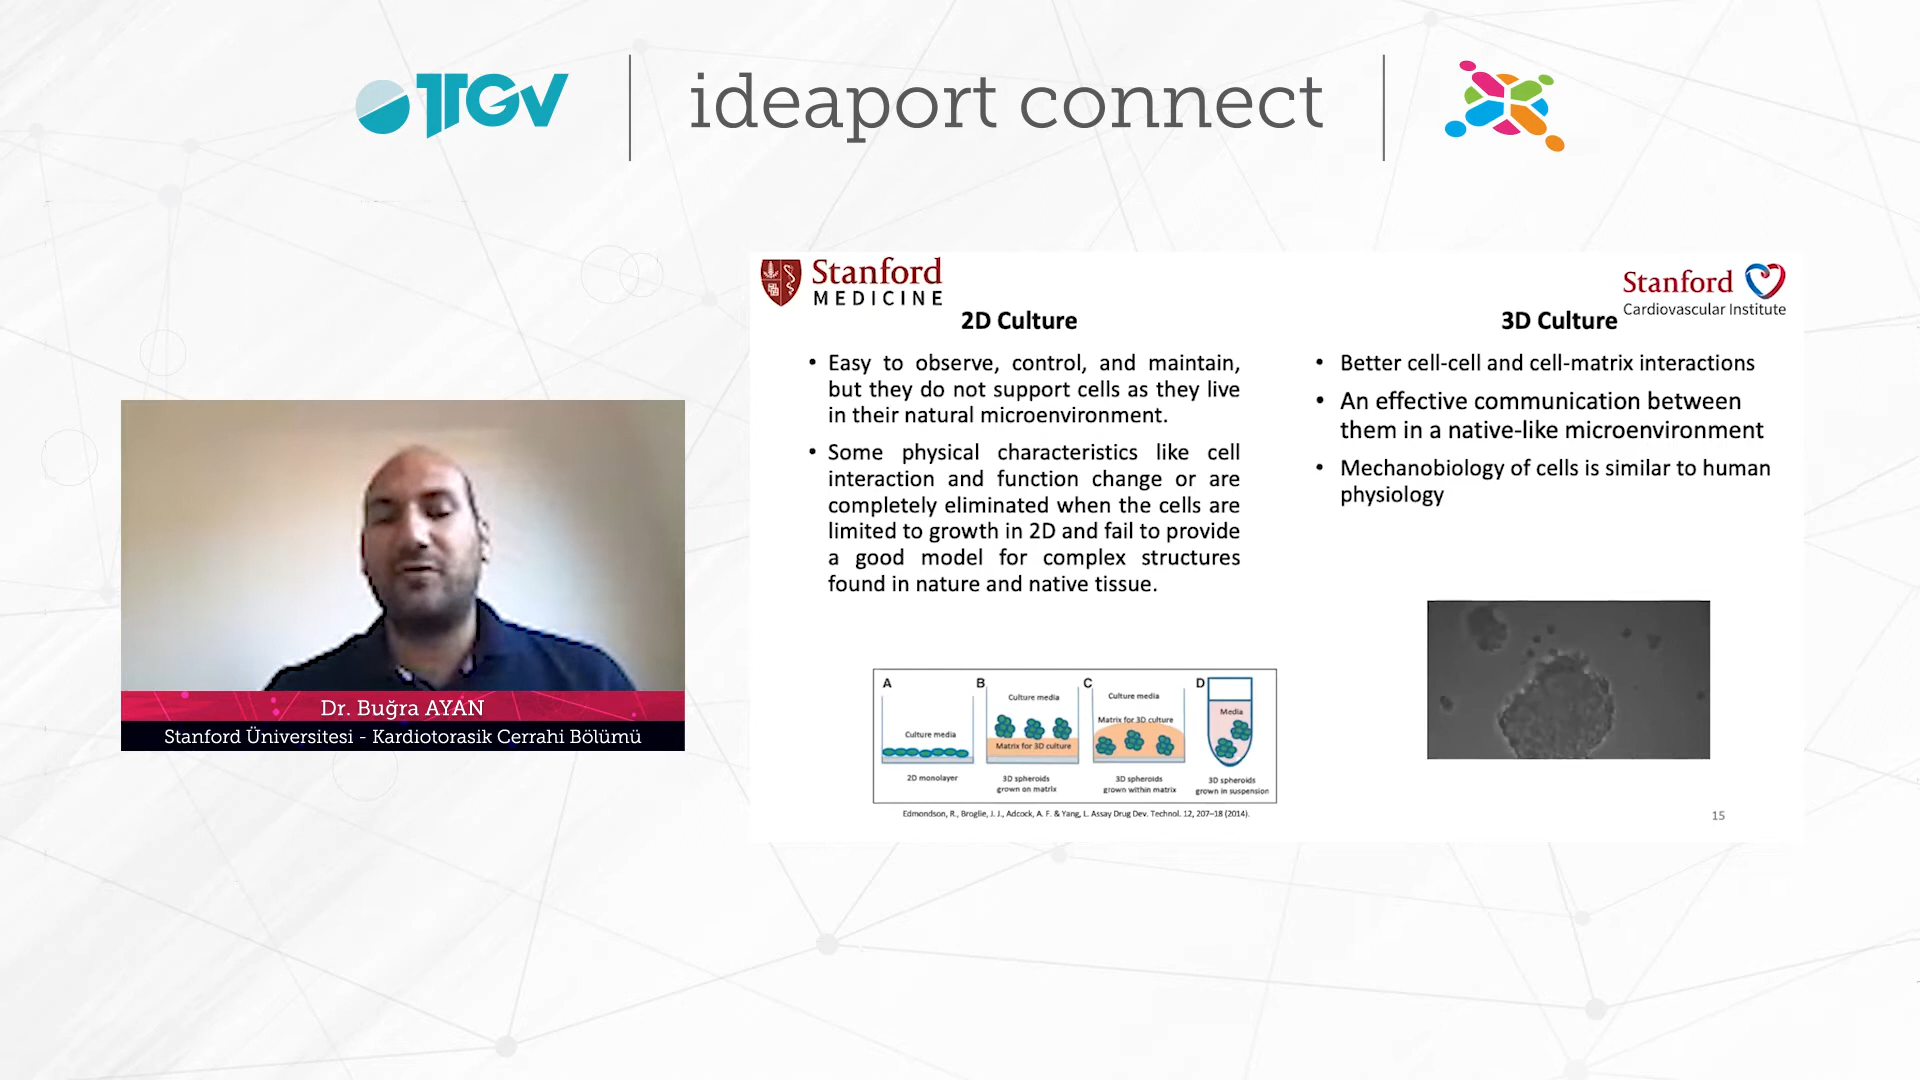 TTGV
ideaport connect
Stanford
MEDICINE
Stanford
Cardiovascular Institute
2D Culture
• Easy to observe, control, and maintain,
but they do not support cells as they live
in their natural microenvironment.
• Some physical characteristics like cell
interaction and function change or are
completely eliminated when the cells are
limited to growth in 2D and fail to provide
a good model for complex structures
found in nature and native tissue.
3D Culture
• Better cell-cell and cell-matrix interactions
• An effective communication between
them in a native-like microenvironment
• Mechanobiology of cells is similar to human
physiology
A
Culture media
2D monolayer
B
Culture media
Matrix for 3D culture
3D spheroids
grown on matrix
C
Culture media
Matrix for 3D culture
3D spheroids
grown within matrix
D
Media
3D spheroids
grown in suspension
Edmondson, R., Broglie, J. J., Adcock, A. F. & Yang, L. Assay Drug Dev. Technol. 12, 207–18 (2014).
15
Dr. Buğra AYAN
Stanford Üniversitesi - Kardiotorasik Cerrahi Bölümü